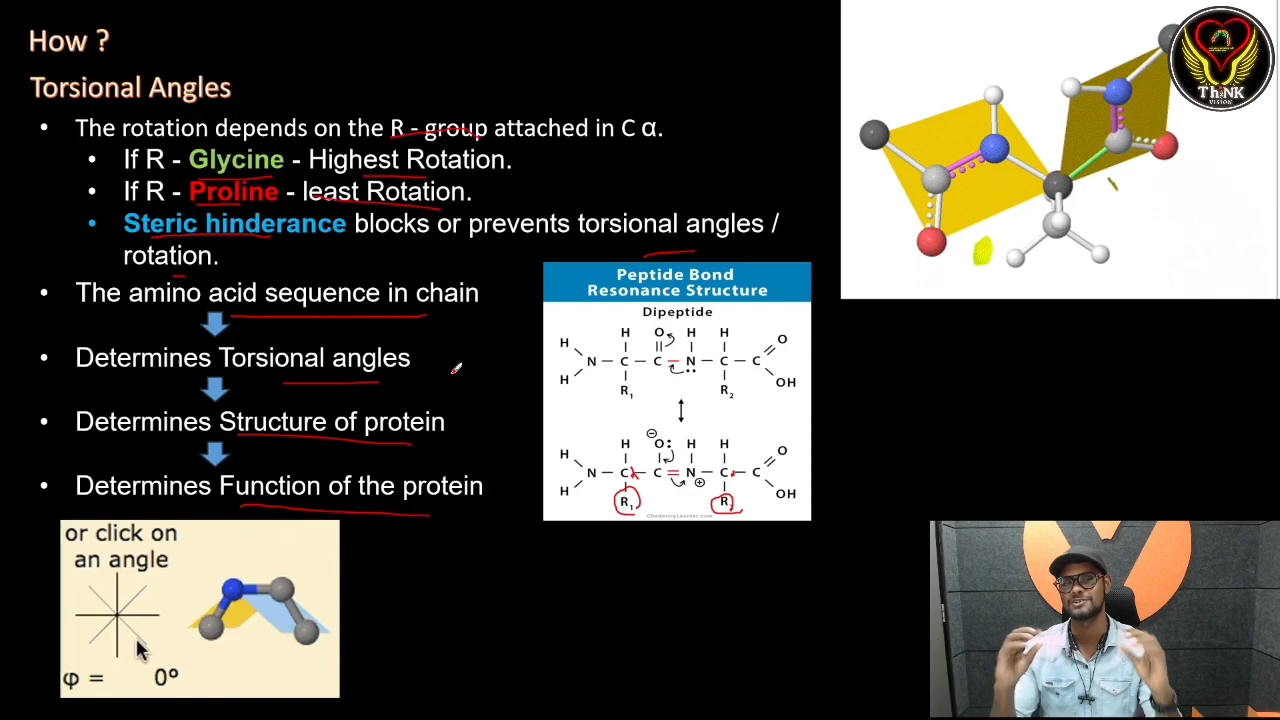 How ?
Torsional Angles
• The rotation depends on the R - group attached in C α.
• If R - Glycine - Highest Rotation.
• If R - Proline - least Rotation.
• Steric hinderance blocks or prevents torsional angles /
rotation.
• The amino acid sequence in chain
• Determines Torsional angles
• Determines Structure of protein
• Determines Function of the protein
Peptide Bond
Resonance Structure
Dipeptide
H H O H H O
H N C C N C C
H R1 R2 OH
H H O H H O
H N C C N C C
H R1 R2 OH
ChemistryLearner.com
or click on
an angle
φ = 0º
ThiNK
VISION